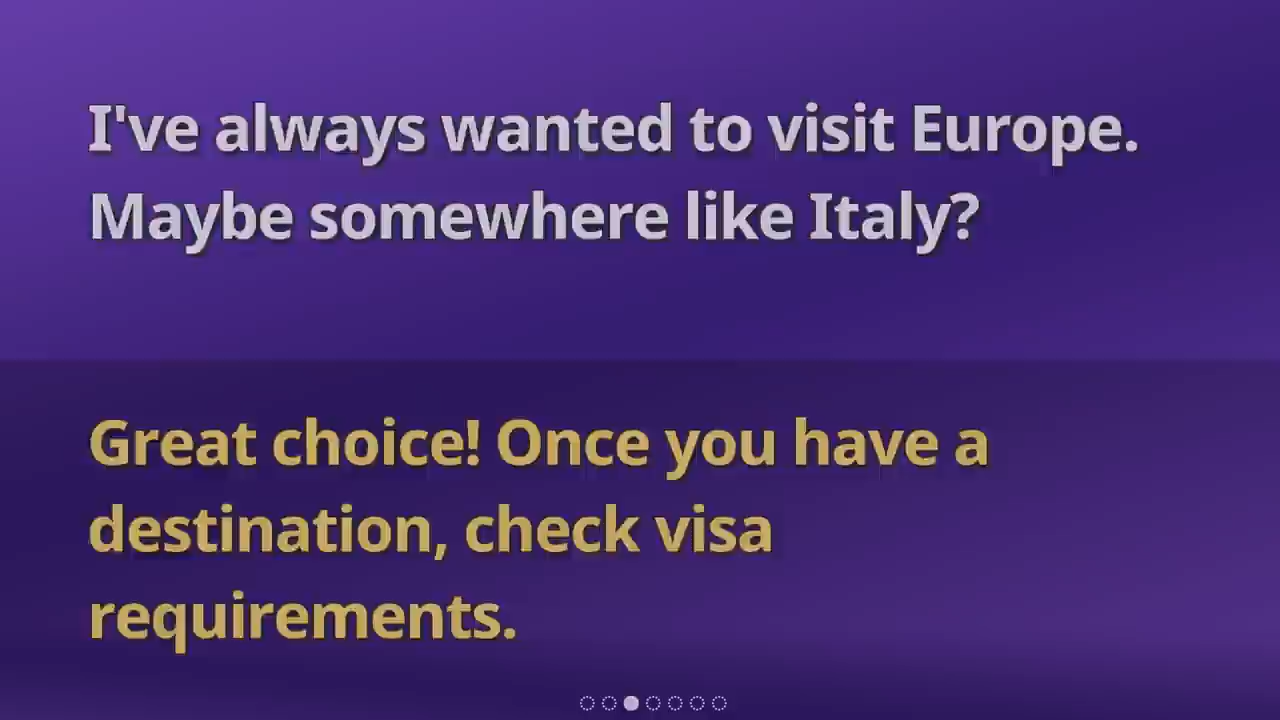 I've always wanted to visit Europe.
Maybe somewhere like Italy?
Great choice! Once you have a
destination, check visa
requirements.